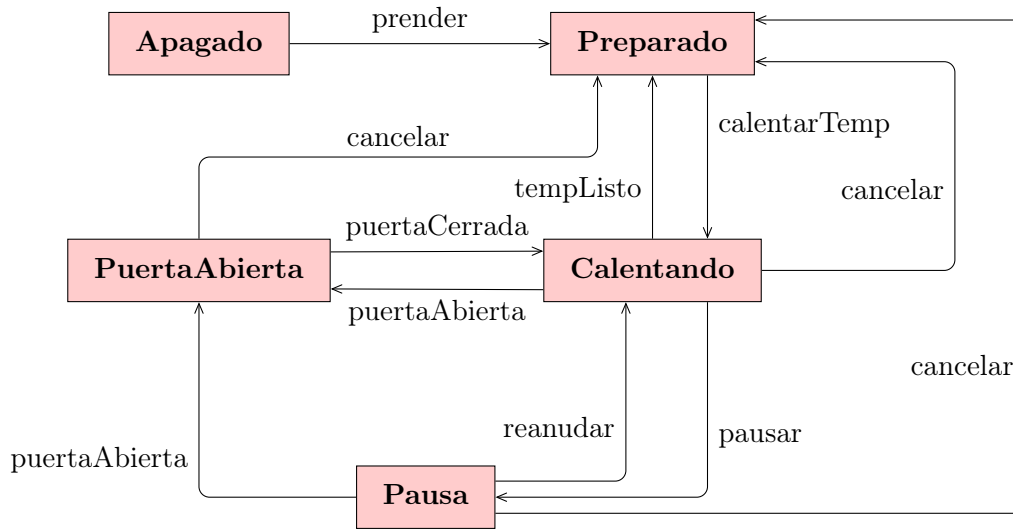 prender
Apagado
Preparado
calentarTemp
cancelar
tempListo
cancelar
puertaCerrada
PuertaAbierta
Calentando
puertaAbierta
cancelar
reanudar
pausar
puertaAbierta
Pausa